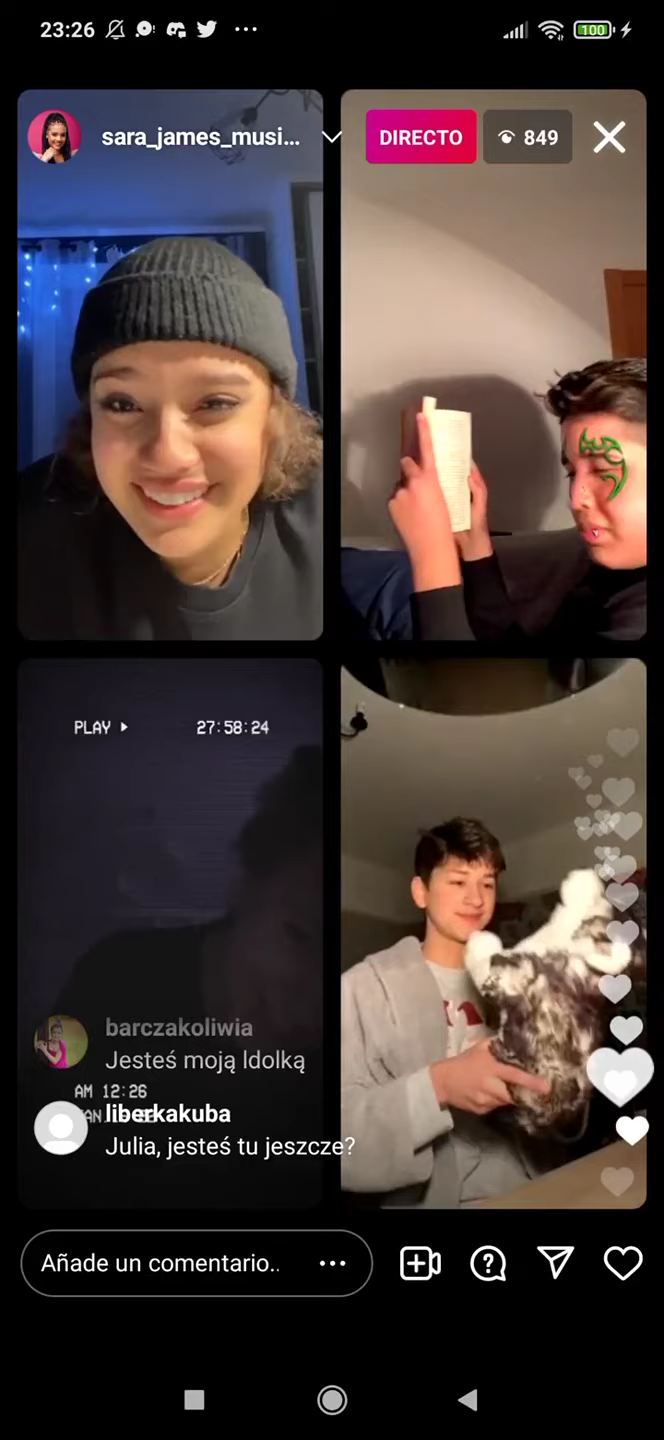 23:26
100
sara_james_musi...
DIRECTO
849
PLAY
27:58:24
barczakoliwia
Jesteś moją Idolką
AM 12:26
liberkakuba
Julia, jesteś tu jeszcze?
Añade un comentario..